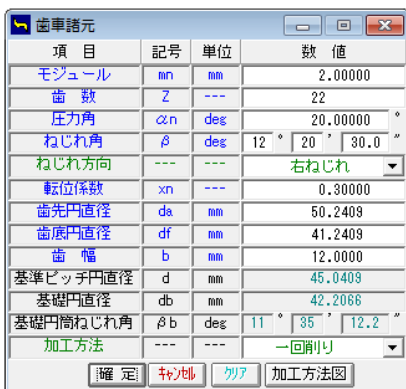 歯車諸元
項 目 記号 単位 数 値
モジュール mn mm 2.00000
歯 数 Z --- 22
圧力角 αn deg 20.00000 °
ねじれ角 β deg 12 ° 20 ' 30.0 "
ねじれ方向 --- --- 右ねじれ
転位係数 xn --- 0.30000
歯先円直径 da mm 50.2409
歯底円直径 df mm 41.2409
歯 幅 b mm 12.0000
基準ピッチ円直径 d mm 45.0409
基礎円直径 db mm 42.2066
基礎円筒ねじれ角 βb deg 11 ° 35 ' 12.2 "
加工方法 --- --- 一回削り
確 定 キャンセル クリア 加工方法図